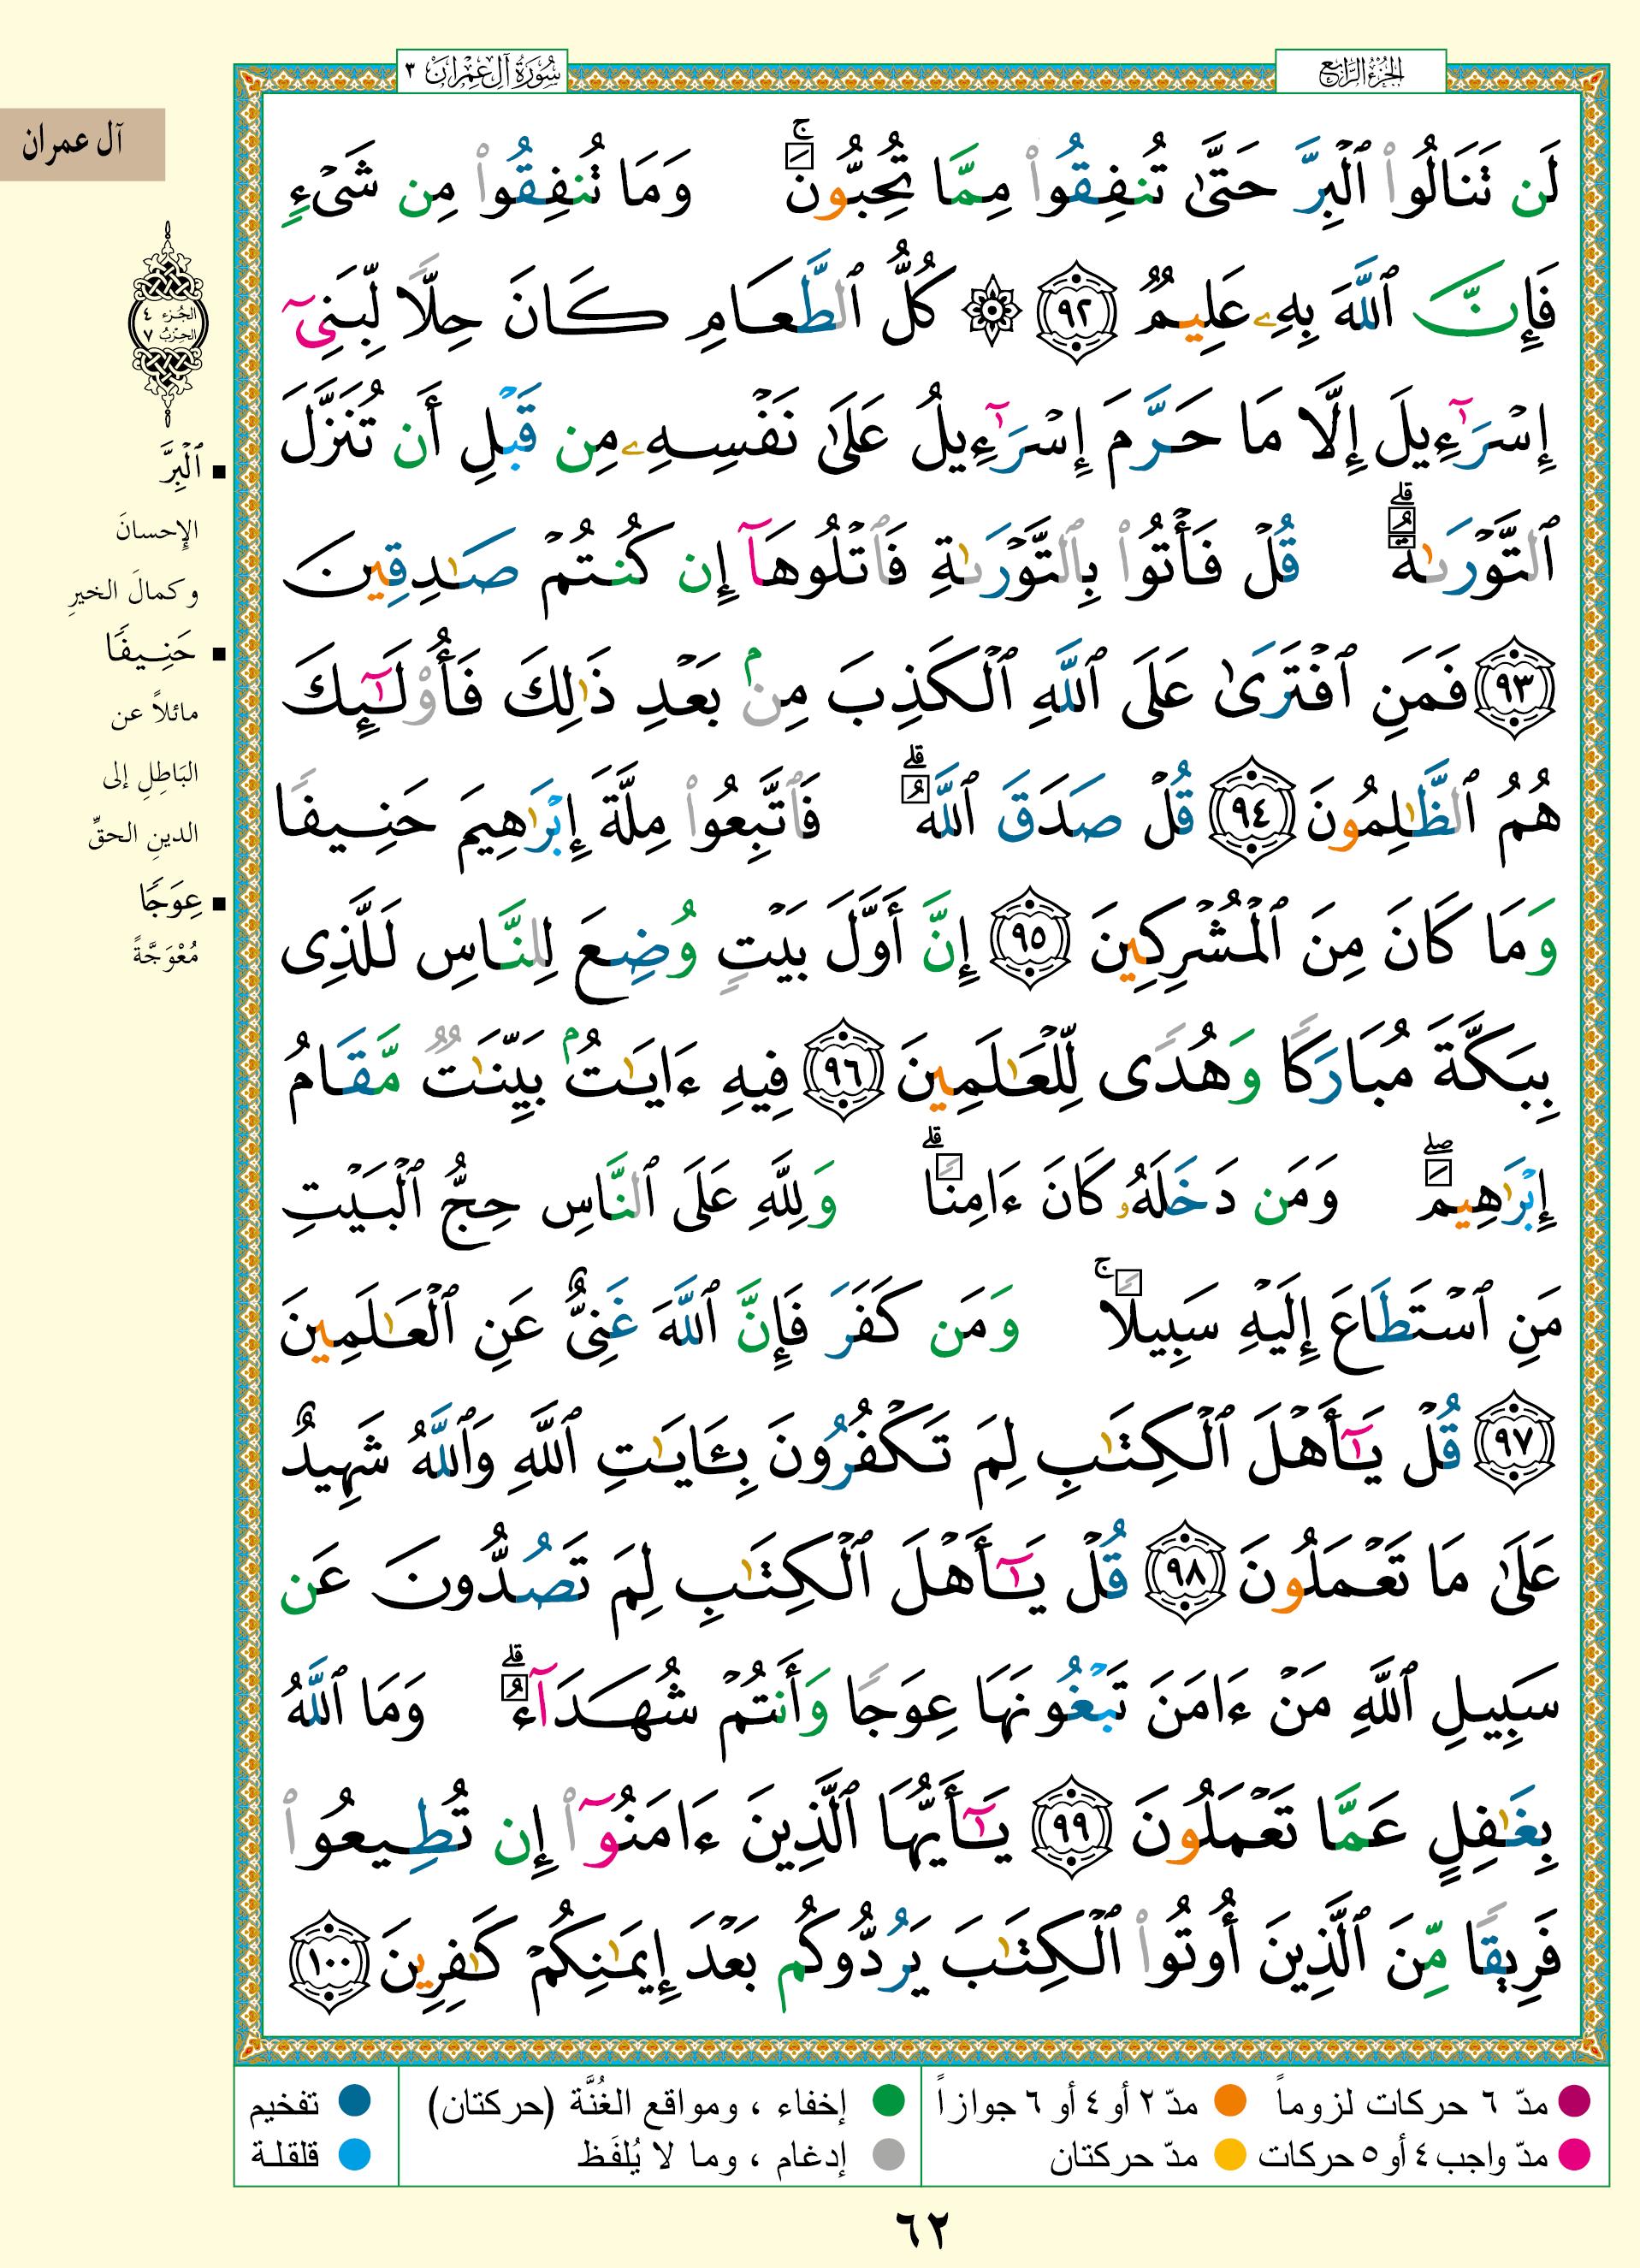 الجزء الرابع
سورة آل عمران ٣
آل عمران
لَن تَنَالُوا۟ ٱلْبِرَّ حَتَّىٰ تُنفِقُوا۟ مِمَّا تُحِبُّونَ ۚ وَمَا تُنفِقُوا۟ مِن شَىْءٍ
فَإِنَّ ٱللَّهَ بِهِۦ عَلِيمٌ ٩٢ ۞ كُلُّ ٱلطَّعَامِ كَانَ حِلًّا لِّبَنِىٓ
إِسْرَٰٓءِيلَ إِلَّا مَا حَرَّمَ إِسْرَٰٓءِيلُ عَلَىٰ نَفْسِهِۦ مِن قَبْلِ أَن تُنَزَّلَ
ٱلتَّوْرَىٰةُ ۗ قُلْ فَأْتُوا۟ بِٱلتَّوْرَىٰةِ فَٱتْلُوهَآ إِن كُنتُمْ صَـٰدِقِينَ
٩٣ فَمَنِ ٱفْتَرَىٰ عَلَى ٱللَّهِ ٱلْكَذِبَ مِنۢ بَعْدِ ذَٰلِكَ فَأُو۟لَـٰٓئِكَ
هُمُ ٱلظَّـٰلِمُونَ ٩٤ قُلْ صَدَقَ ٱللَّهُ ۗ فَٱتَّبِعُوا۟ مِلَّةَ إِبْرَٰهِيمَ حَنِيفًا
وَمَا كَانَ مِنَ ٱلْمُشْرِكِينَ ٩٥ إِنَّ أَوَّلَ بَيْتٍ وُضِعَ لِلنَّاسِ لَلَّذِى
بِبَكَّةَ مُبَارَكًا وَهُدًى لِّلْعَـٰلَمِينَ ٩٦ فِيهِ ءَايَـٰتٌۢ بَيِّنَـٰتٌ مَّقَامُ
إِبْرَٰهِيمَ ۖ وَمَن دَخَلَهُۥ كَانَ ءَامِنًا ۗ وَلِلَّهِ عَلَى ٱلنَّاسِ حِجُّ ٱلْبَيْتِ
مَنِ ٱسْتَطَاعَ إِلَيْهِ سَبِيلًا ۚ وَمَن كَفَرَ فَإِنَّ ٱللَّهَ غَنِىٌّ عَنِ ٱلْعَـٰلَمِينَ
٩٧ قُلْ يَـٰٓأَهْلَ ٱلْكِتَـٰبِ لِمَ تَكْفُرُونَ بِـَٔايَـٰتِ ٱللَّهِ وَٱللَّهُ شَهِيدٌ
عَلَىٰ مَا تَعْمَلُونَ ٩٨ قُلْ يَـٰٓأَهْلَ ٱلْكِتَـٰبِ لِمَ تَصُدُّونَ عَن
سَبِيلِ ٱللَّهِ مَنْ ءَامَنَ تَبْغُونَهَا عِوَجًا وَأَنتُمْ شُهَدَآءُ ۗ وَمَا ٱللَّهُ
بِغَـٰفِلٍ عَمَّا تَعْمَلُونَ ٩٩ يَـٰٓأَيُّهَا ٱلَّذِينَ ءَامَنُوٓا۟ إِن تُطِيعُوا۟
فَرِيقًا مِّنَ ٱلَّذِينَ أُوتُوا۟ ٱلْكِتَـٰبَ يَرُدُّوكُم بَعْدَ إِيمَـٰنِكُمْ كَـٰفِرِينَ ١٠٠
الجزء ٤
الحزب ٧
ٱلْبِرَّ
الإِحسانَ
وكمالَ الخيرِ
حَنِيفًا
مائلاً عن
البَاطِلِ إلى
الدينِ الحقِّ
عِوَجًا
مُعْوَجَّةً
مدّ ٦ حركات لزوماً مدّ ٢ أو ٤ أو ٦ جوازاً إخفاء ، ومواقع الغُنَّة (حركتان) تفخيم
مدّ واجب ٤ أو ٥ حركات مدّ حركتان إدغام ، وما لا يُلفَظ قلقلة
٦٢